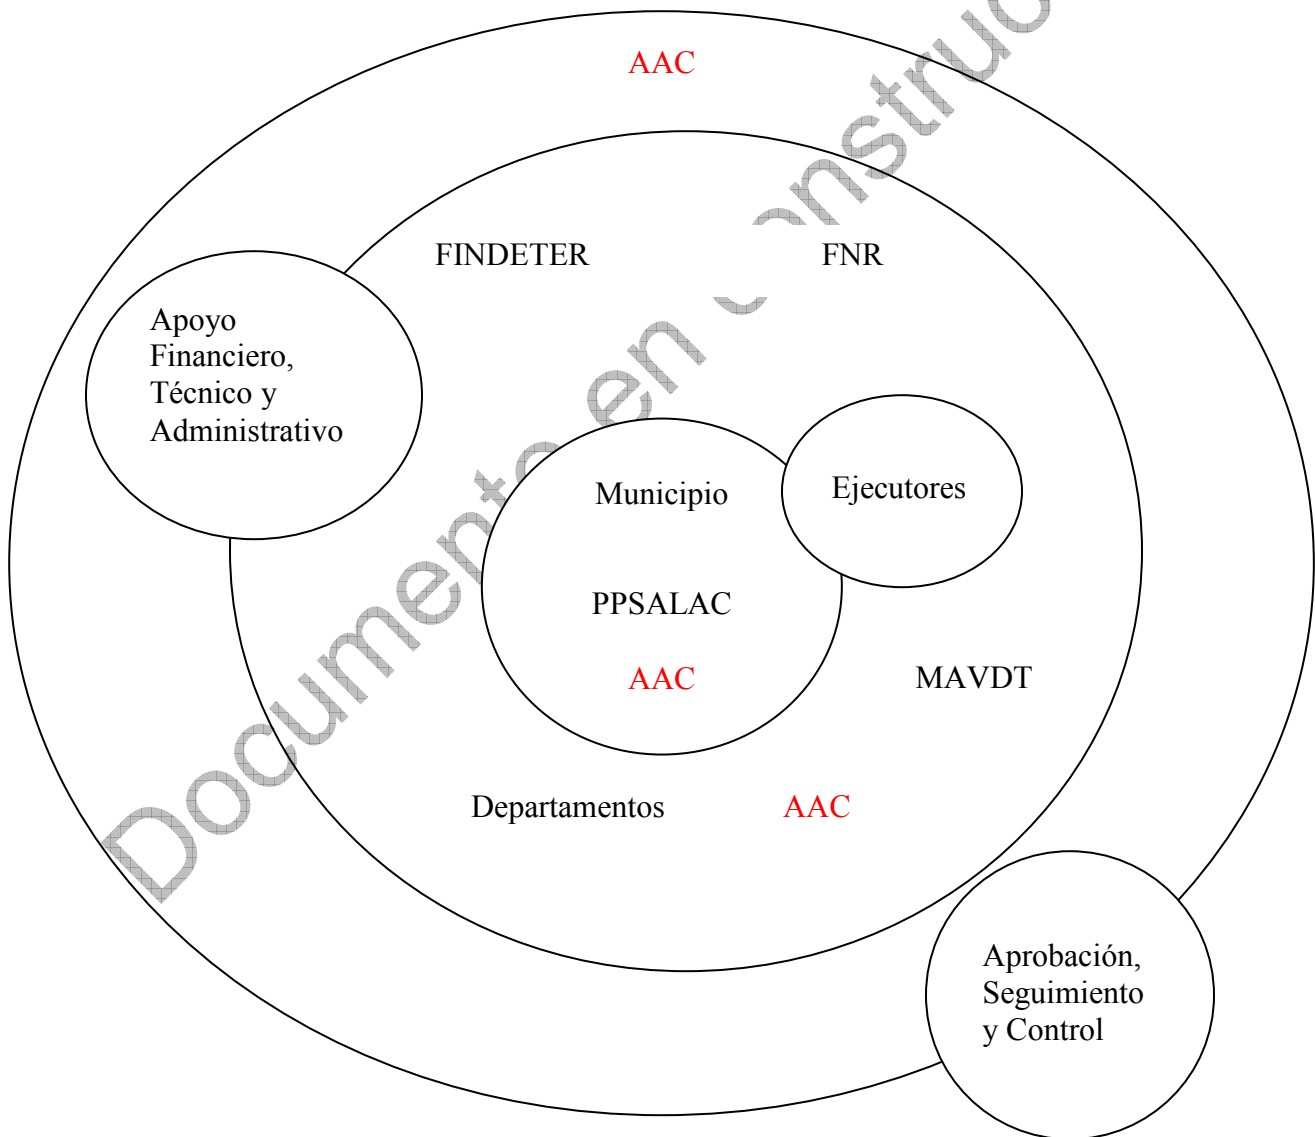 AAC
FINDETER
FNR
Apoyo
Financiero,
Técnico y
Administrativo
Municipio
Ejecutores
PPSALAC
AAC
MAVDT
Departamentos
AAC
Aprobación,
Seguimiento
y Control
Documento en